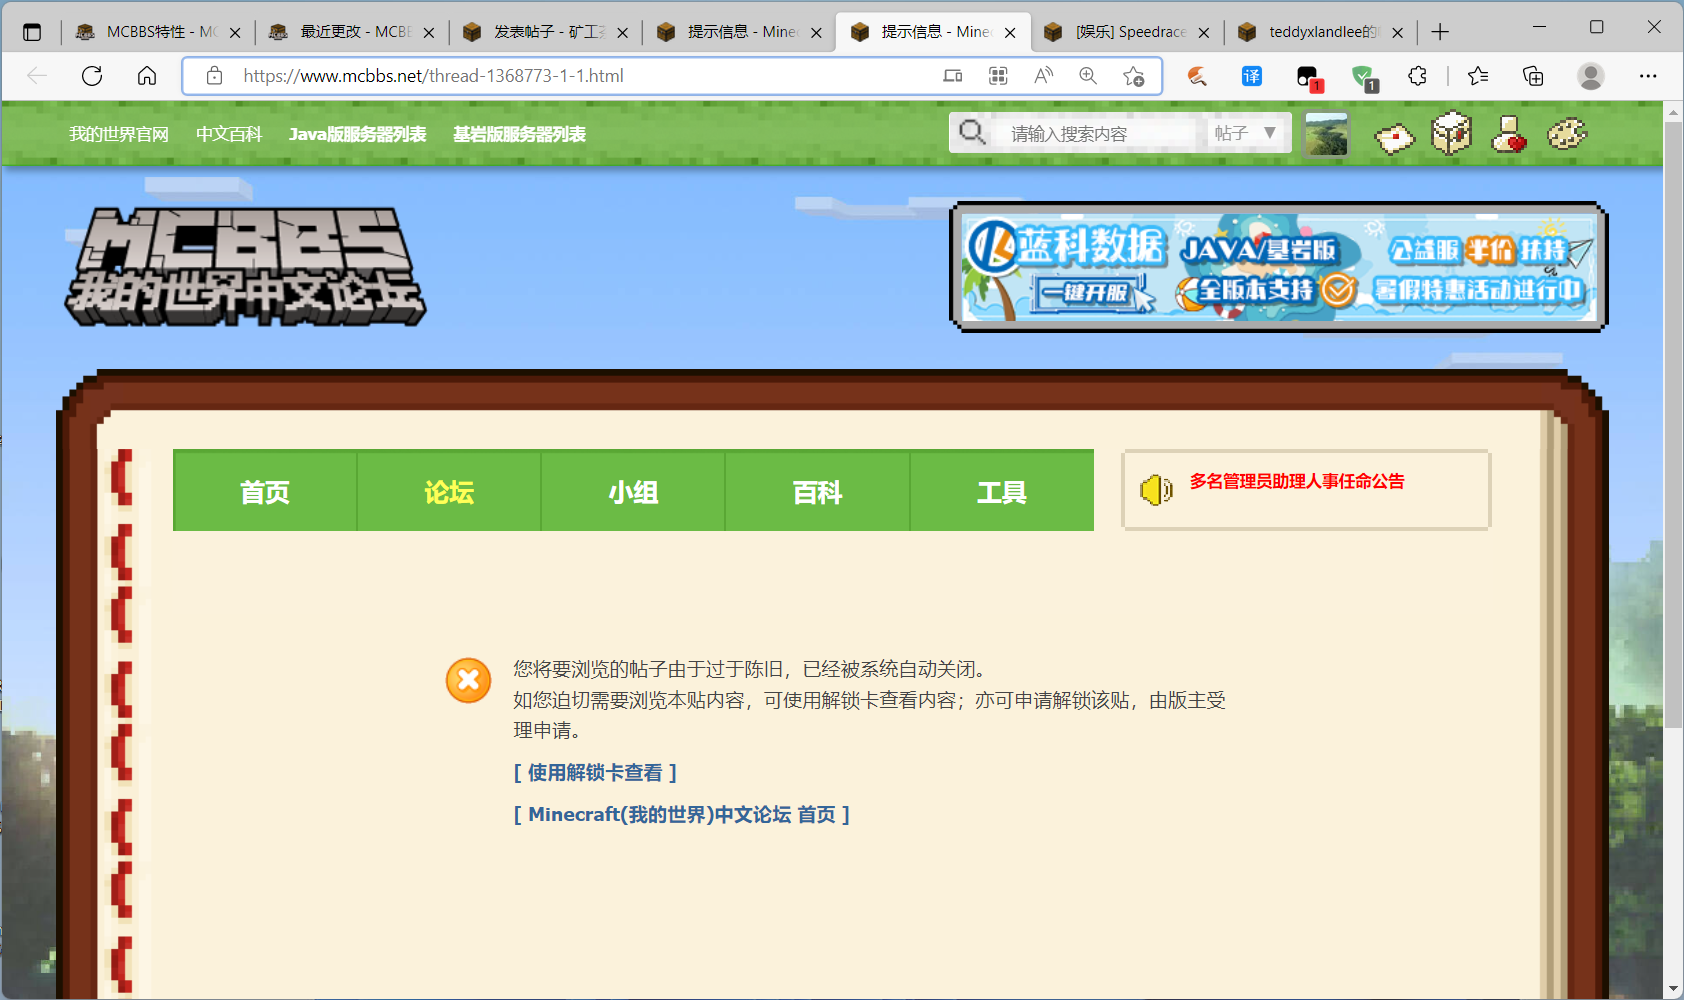 MCBBS特性 - MC
最近更改 - MCBB
发表帖子 - 矿工茶
提示信息 - Minec
提示信息 - Minec
[娱乐] Speedrace
teddyxlandlee的
https://www.mcbbs.net/thread-1368773-1-1.html
译
1
1
我的世界官网
中文百科
Java版服务器列表
基岩版服务器列表
请输入搜索内容
帖子
MCBBS
我的世界中文论坛
蓝科数据
一键开服
JAVA/基岩版
全版本支持
公益服半价扶持
暑假特惠活动进行中
首页
论坛
小组
百科
工具
多名管理员助理人事任命公告
您将要浏览的帖子由于过于陈旧，已经被系统自动关闭。
如您迫切需要浏览本贴内容，可使用解锁卡查看内容；亦可申请解锁该贴，由版主受
理申请。
[ 使用解锁卡查看 ]
[ Minecraft(我的世界)中文论坛 首页 ]